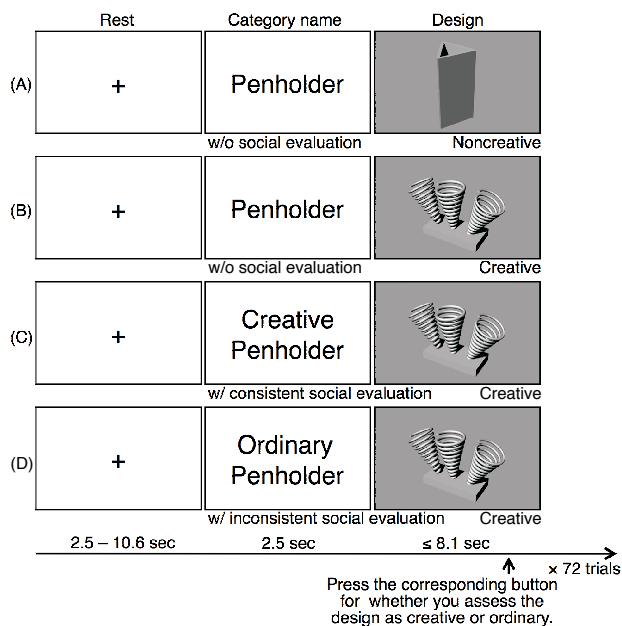 Rest Category name Design
(A) + Penholder
w/o social evaluation Noncreative
(B) + Penholder
w/o social evaluation Creative
(C) + Creative
Penholder
w/ consistent social evaluation Creative
(D) + Ordinary
Penholder
w/ inconsistent social evaluation Creative
2.5 – 10.6 sec 2.5 sec ≤ 8.1 sec
× 72 trials
Press the corresponding button
for whether you assess the
design as creative or ordinary.